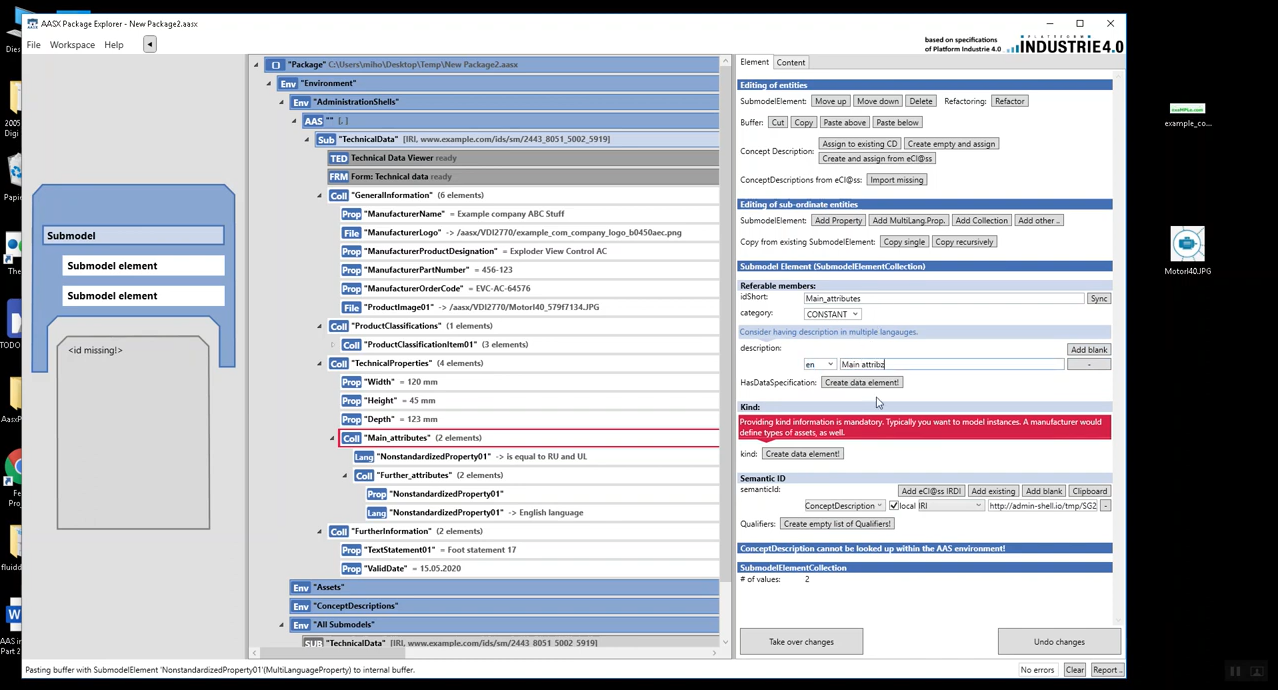 AASX Package Explorer - New Package2.aasx
File Workspace Help
based on specifications
of Platform Industrie 4.0
PLATTFORM
INDUSTRIE4.0
Submodel
Submodel element
Submodel element
<id missing!>
"Package" C:\Users\miho\Desktop\Temp\New Package2.aasx
Env "Environment"
Env "AdministrationShells"
AAS "" [, ]
Sub "TechnicalData" [IRI, www.example.com/ids/sm/2443_8051_5002_5919]
TED Technical Data Viewer ready
FRM Form: Technical data ready
Coll "GeneralInformation" (6 elements)
Prop "ManufacturerName" = Example company ABC Stuff
File "ManufacturerLogo" -> /aasx/VDI2770/example_com_company_logo_b0450aec.png
Prop "ManufacturerProductDesignation" = Exploder View Control AC
Prop "ManufacturerPartNumber" = 456-123
Prop "ManufacturerOrderCode" = EVC-AC-64576
File "ProductImage01" -> /aasx/VDI2770/MotorI40_579f7134.JPG
Coll "ProductClassifications" (1 elements)
Coll "ProductClassificationItem01" (3 elements)
Coll "TechnicalProperties" (4 elements)
Prop "Width" = 120 mm
Prop "Height" = 45 mm
Prop "Depth" = 123 mm
Coll "Main_attributes" (2 elements)
Lang "NonstandardizedProperty01" -> is equal to RU and UL
Coll "Further_attributes" (2 elements)
Prop "NonstandardizedProperty01"
Lang "NonstandardizedProperty01" -> English language
Coll "FurtherInformation" (2 elements)
Prop "TextStatement01" = Foot statement 17
Prop "ValidDate" = 15.05.2020
Env "Assets"
Env "ConceptDescriptions"
Env "All Submodels"
SUB "TechnicalData" [IRI, www.example.com/ids/sm/2443_8051_5002_5919]
Element Content
Editing of entities
SubmodelElement: Move up Move down Delete Refactoring: Refactor
Buffer: Cut Copy Paste above Paste below
Concept Description: Assign to existing CD Create empty and assign
Create and assign from eCl@ss
ConceptDescriptions from eCl@ss: Import missing
Editing of sub-ordinate entities
SubmodelElement: Add Property Add MultiLang.Prop. Add Collection Add other ..
Copy from existing SubmodelElement: Copy single Copy recursively
Submodel Element (SubmodelElementCollection)
Referable members:
idShort: Main_attributes Sync
category: CONSTANT
Consider having description in multiple langauges.
description: Add blank
en Main attribz -
HasDataSpecification: Create data element!
Kind:
Providing kind information is mandatory. Typically you want to model instances. A manufacturer would
define types of assets, as well.
kind: Create data element!
Semantic ID
semanticId: Add eCl@ss IRDI Add existing Add blank Clipboard
ConceptDescription local IRI http://admin-shell.io/tmp/SG2 -
Qualifiers: Create empty list of Qualifiers!
ConceptDescription cannot be looked up within the AAS environment!
SubmodelElementCollection
# of values: 2
Take over changes Undo changes
Pasting buffer with SubmodelElement 'NonstandardizedProperty01'(MultiLanguageProperty) to internal buffer.
No errors Clear Report ..
example_co...
MotorI40.JPG